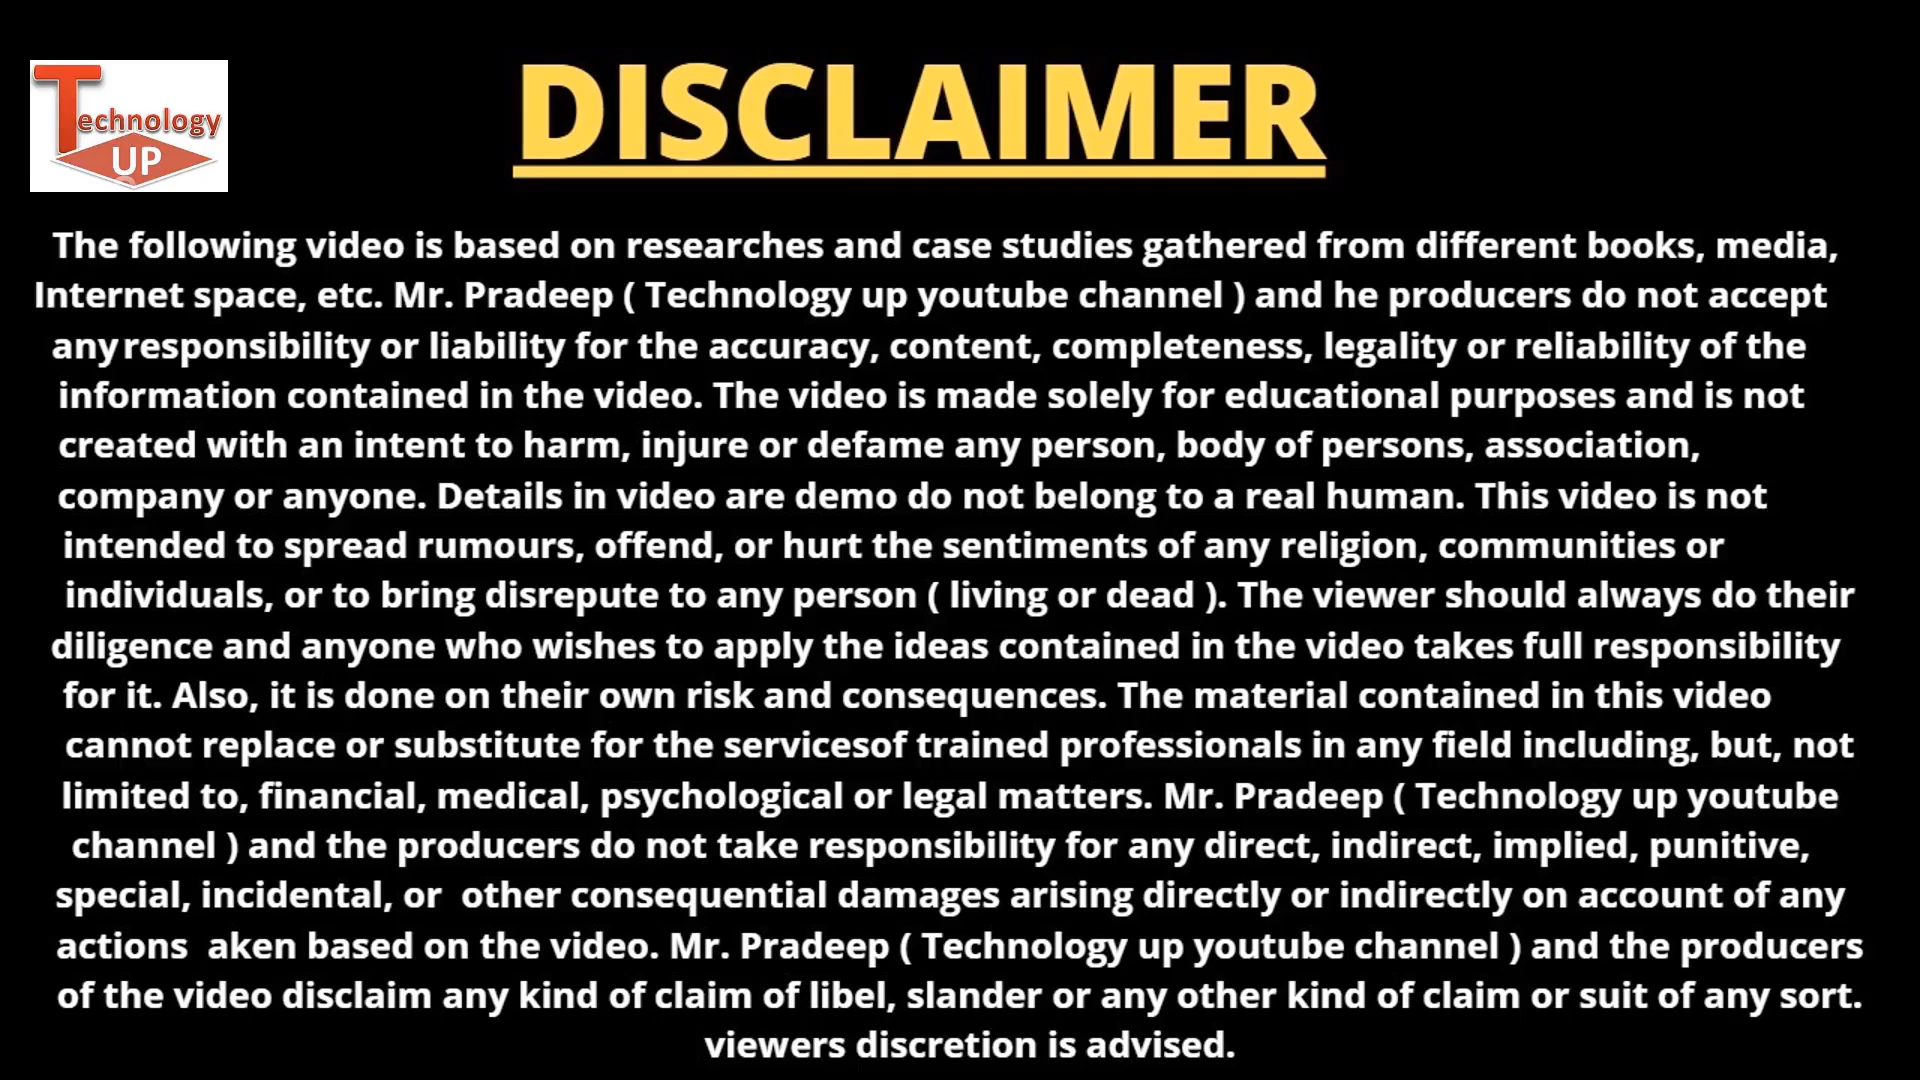 Technology
UP
DISCLAIMER
The following video is based on researches and case studies gathered from different books, media,
Internet space, etc. Mr. Pradeep ( Technology up youtube channel ) and he producers do not accept
any responsibility or liability for the accuracy, content, completeness, legality or reliability of the
information contained in the video. The video is made solely for educational purposes and is not
created with an intent to harm, injure or defame any person, body of persons, association,
company or anyone. Details in video are demo do not belong to a real human. This video is not
intended to spread rumours, offend, or hurt the sentiments of any religion, communities or
individuals, or to bring disrepute to any person ( living or dead ). The viewer should always do their
diligence and anyone who wishes to apply the ideas contained in the video takes full responsibility
for it. Also, it is done on their own risk and consequences. The material contained in this video
cannot replace or substitute for the servicesof trained professionals in any field including, but, not
limited to, financial, medical, psychological or legal matters. Mr. Pradeep ( Technology up youtube
channel ) and the producers do not take responsibility for any direct, indirect, implied, punitive,
special, incidental, or other consequential damages arising directly or indirectly on account of any
actions aken based on the video. Mr. Pradeep ( Technology up youtube channel ) and the producers
of the video disclaim any kind of claim of libel, slander or any other kind of claim or suit of any sort.
viewers discretion is advised.